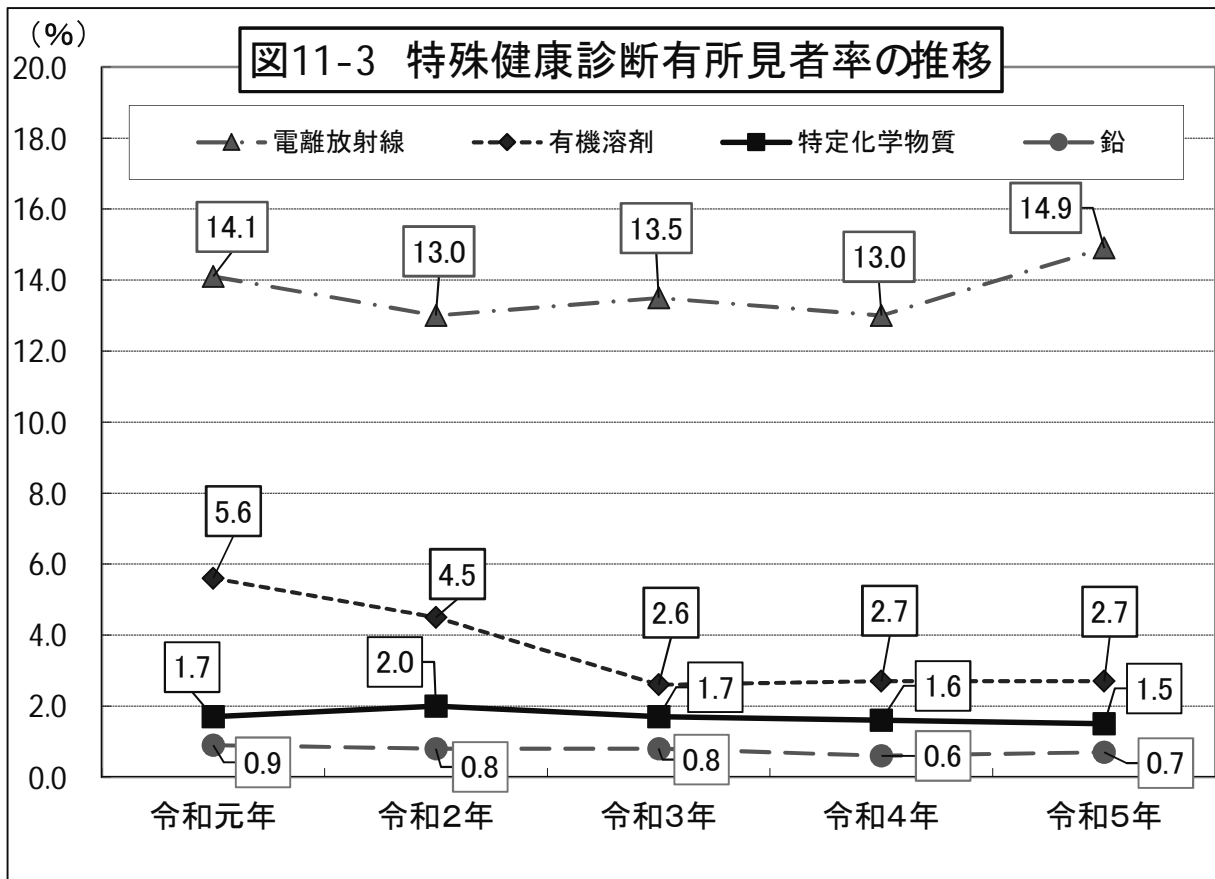 （%）
図11-3 特殊健康診断有所見者率の推移
20.0
18.0
16.0
14.0
12.0
10.0
8.0
6.0
4.0
2.0
0.0
電離放射線 有機溶剤 特定化学物質 鉛
14.1 13.0 13.5 13.0 14.9
5.6 4.5 2.6 2.7 2.7
1.7 2.0 1.7 1.6 1.5
0.9 0.8 0.8 0.6 0.7
令和元年 令和２年 令和３年 令和４年 令和５年